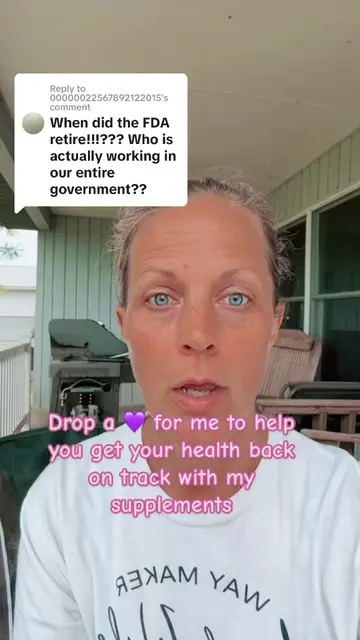 Reply to
00000022567892122015's
comment
When did the FDA
retire!!!??? Who is
actually working in
our entire
government??
Drop a 💜 for me to help
you get your health back
on track with my
supplements
WAY MAKER